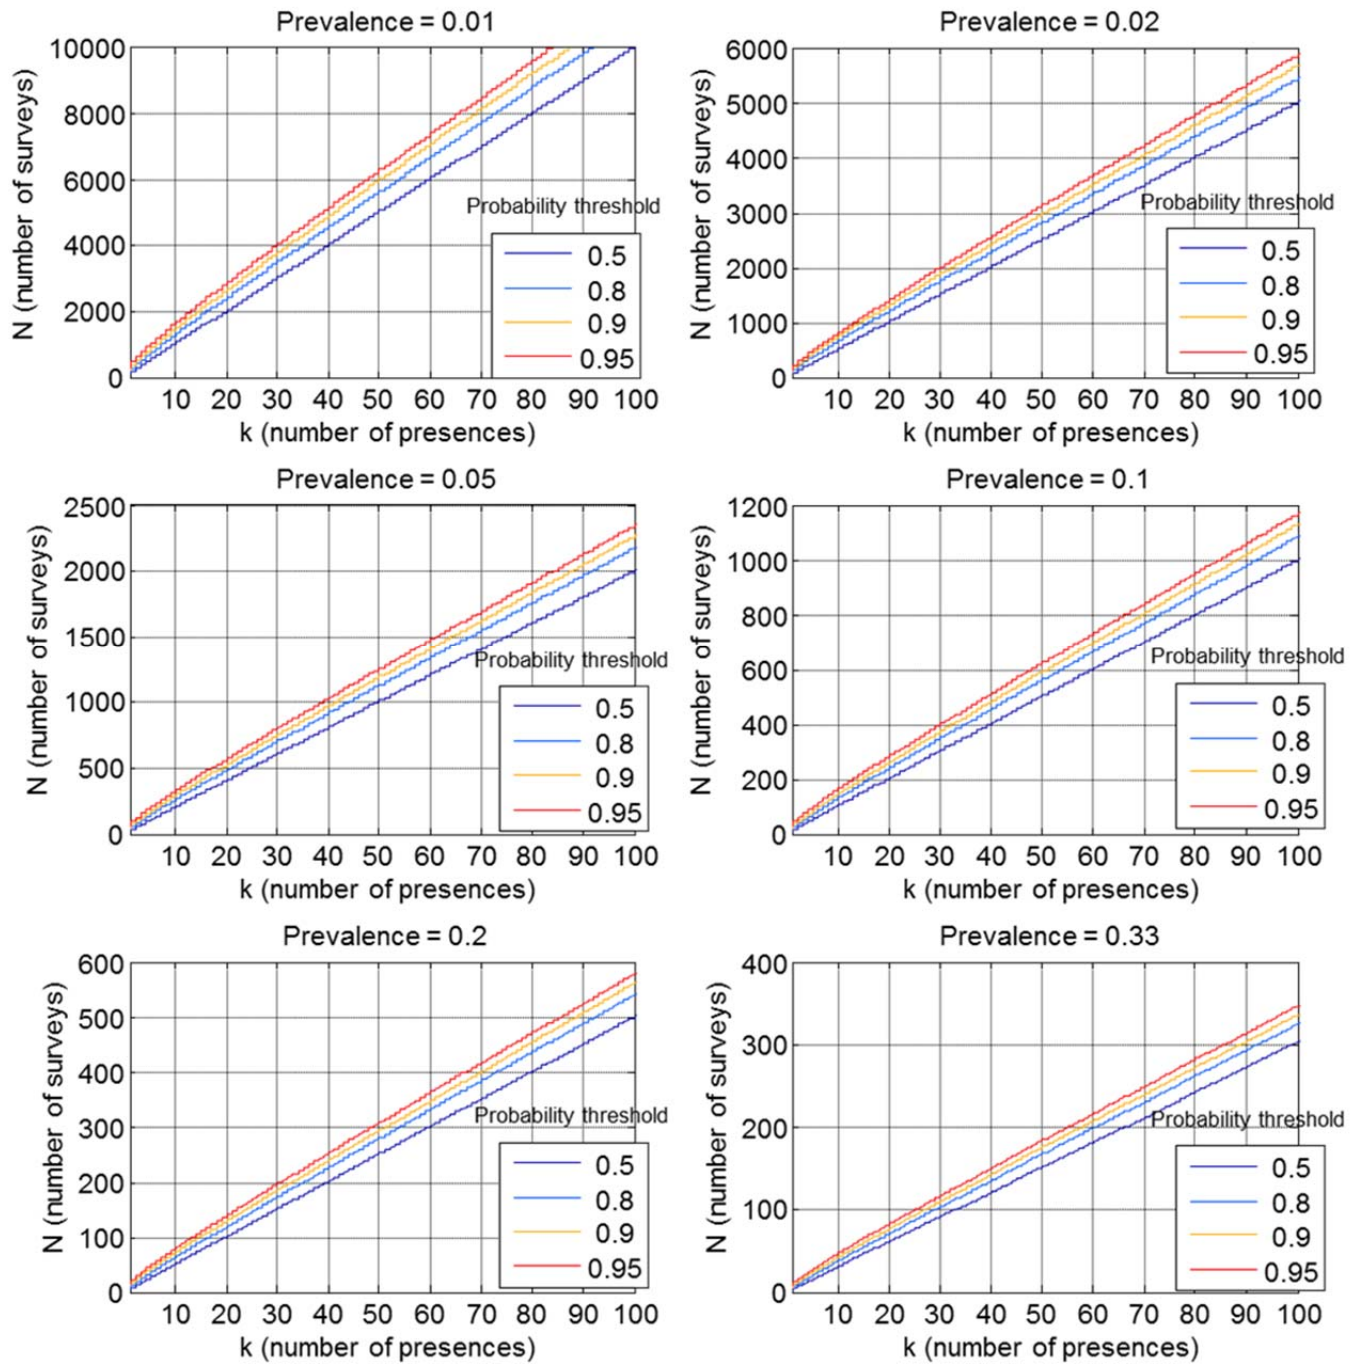 Prevalence = 0.01
10000
8000
6000
4000
2000
0
N (number of surveys)
10 20 30 40 50 60 70 80 90 100
k (number of presences)
Probability threshold
0.5
0.8
0.9
0.95
Prevalence = 0.02
6000
5000
4000
3000
2000
1000
0
N (number of surveys)
10 20 30 40 50 60 70 80 90 100
k (number of presences)
Probability threshold
0.5
0.8
0.9
0.95
Prevalence = 0.05
2500
2000
1500
1000
500
0
N (number of surveys)
10 20 30 40 50 60 70 80 90 100
k (number of presences)
Probability threshold
0.5
0.8
0.9
0.95
Prevalence = 0.1
1200
1000
800
600
400
200
0
N (number of surveys)
10 20 30 40 50 60 70 80 90 100
k (number of presences)
Probability threshold
0.5
0.8
0.9
0.95
Prevalence = 0.2
600
500
400
300
200
100
0
N (number of surveys)
10 20 30 40 50 60 70 80 90 100
k (number of presences)
Probability threshold
0.5
0.8
0.9
0.95
Prevalence = 0.33
400
300
200
100
0
N (number of surveys)
10 20 30 40 50 60 70 80 90 100
k (number of presences)
Probability threshold
0.5
0.8
0.9
0.95